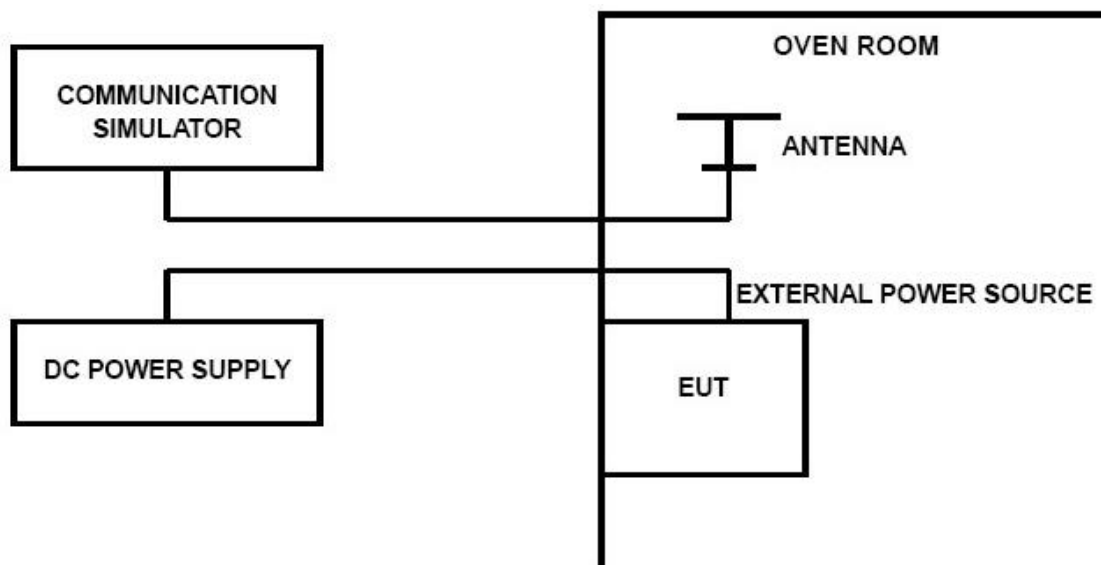 OVEN ROOM
COMMUNICATION
SIMULATOR
ANTENNA
EXTERNAL POWER SOURCE
DC POWER SUPPLY
EUT